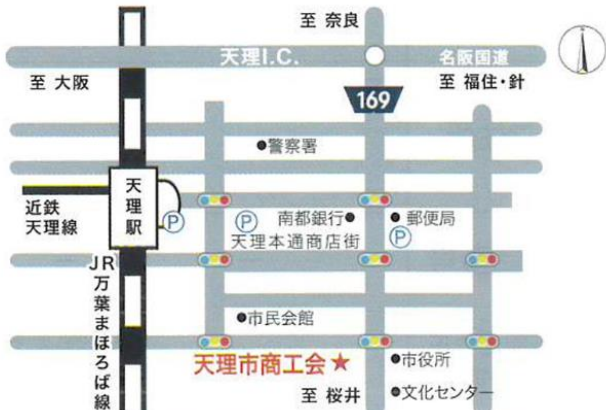 至 奈良
天理I.C.
名阪国道
至 大阪
至 福住・針
169
警察署
天理駅
近鉄
天理線
P
P
南都銀行
郵便局
天理本通商店街
P
JR万葉まほろば線
市民会館
天理市商工会★
市役所
至 桜井
文化センター